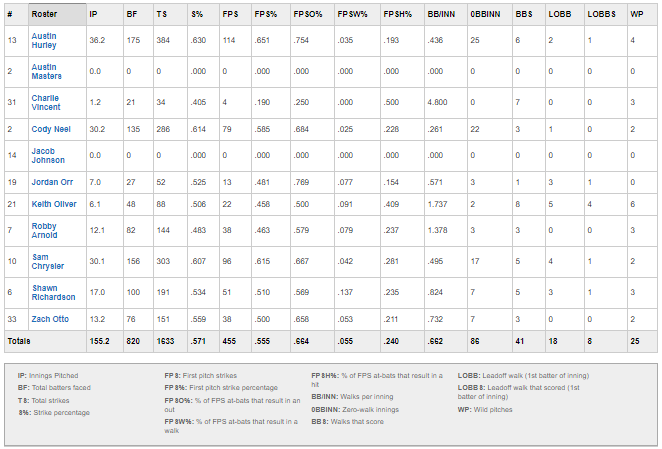 # Roster IP BF TS S% FPS FPS% FPSO% FPSW% FPSH% BB/INN 0BBINN BBS LOBB LOBBS WP
13 Austin Hurley 36.2 175 384 .630 114 .651 .754 .035 .193 .436 25 6 2 1 4
2 Austin Masters 0.0 0 0 .000 0 .000 .000 .000 .000 .000 0 0 0 0 0
31 Charlie Vincent 1.2 21 34 .405 4 .190 .250 .000 .500 4.800 0 7 0 0 3
2 Cody Neel 30.2 135 286 .614 79 .585 .684 .025 .228 .261 22 3 1 0 2
14 Jacob Johnson 0.0 0 0 .000 0 .000 .000 .000 .000 .000 0 0 0 0 0
19 Jordan Orr 7.0 27 52 .525 13 .481 .769 .077 .154 .571 3 1 3 1 0
21 Keith Oliver 6.1 48 88 .506 22 .458 .500 .091 .409 1.737 2 8 5 4 6
7 Robby Arnold 12.1 82 144 .483 38 .463 .579 .079 .237 1.378 3 3 0 0 3
10 Sam Chrysler 30.1 156 303 .607 96 .615 .667 .042 .281 .495 17 5 4 1 2
6 Shawn Richardson 17.0 100 191 .534 51 .510 .569 .137 .235 .824 7 5 3 1 3
33 Zach Otto 13.2 76 151 .559 38 .500 .658 .053 .211 .732 7 3 0 0 2
Totals 155.2 820 1633 .571 455 .555 .664 .055 .240 .662 86 41 18 8 25
IP: Innings Pitched
BF: Total batters faced
TS: Total strikes
S%: Strike percentage
FPS: First pitch strikes
FPS%: First pitch strike percentage
FPSO%: % of FPS at-bats that result in an
out
FPSW%: % of FPS at-bats that result in a
walk
FPSH%: % of FPS at-bats that result in a
hit
BB/INN: Walks per inning
0BBINN: Zero-walk innings
BBS: Walks that score
LOBB: Leadoff walk (1st batter of inning)
LOBBS: Leadoff walk that scored (1st
batter of inning)
WP: Wild pitches